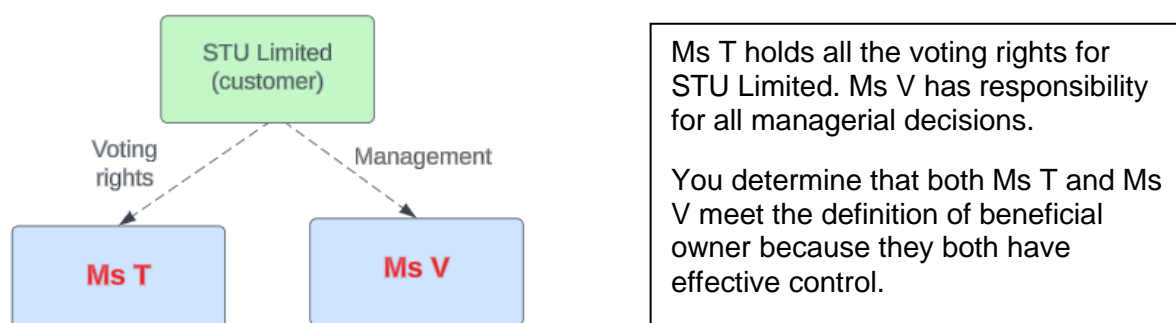 STU Limited
(customer)
Voting
rights
Management
Ms T
Ms V
Ms T holds all the voting rights for
STU Limited. Ms V has responsibility
for all managerial decisions.
You determine that both Ms T and Ms
V meet the definition of beneficial
owner because they both have
effective control.